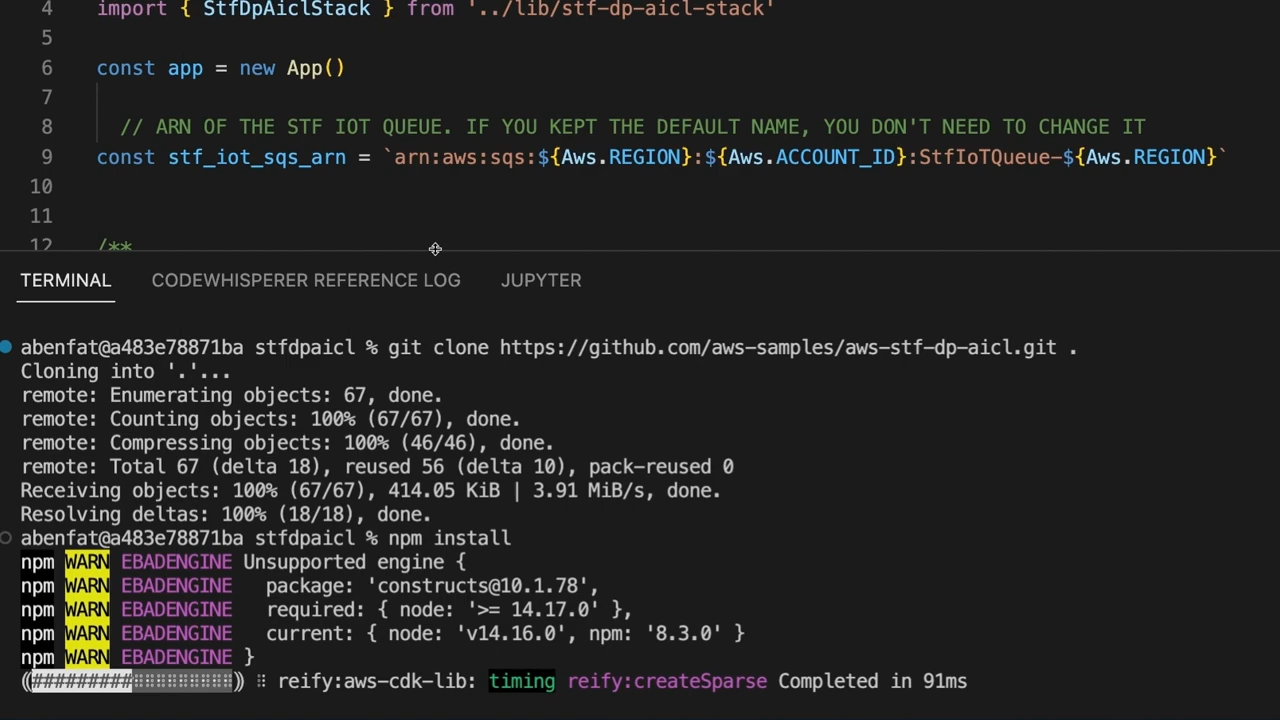 4 import { StfDpAiclStack } from '../lib/stf-dp-aicl-stack'
5
6 const app = new App()
7
8 // ARN OF THE STF IOT QUEUE. IF YOU KEPT THE DEFAULT NAME, YOU DON'T NEED TO CHANGE IT
9 const stf_iot_sqs_arn = `arn:aws:sqs:${Aws.REGION}:${Aws.ACCOUNT_ID}:StfIoTQueue-${Aws.REGION}`
10
11
12 /**
TERMINAL CODEWHISPERER REFERENCE LOG JUPYTER
abenfat@a483e78871ba stfdpaicl % git clone https://github.com/aws-samples/aws-stf-dp-aicl.git .
Cloning into '.'...
remote: Enumerating objects: 67, done.
remote: Counting objects: 100% (67/67), done.
remote: Compressing objects: 100% (46/46), done.
remote: Total 67 (delta 18), reused 56 (delta 10), pack-reused 0
Receiving objects: 100% (67/67), 414.05 KiB | 3.91 MiB/s, done.
Resolving deltas: 100% (18/18), done.
abenfat@a483e78871ba stfdpaicl % npm install
npm WARN EBADENGINE Unsupported engine {
npm WARN EBADENGINE   package: 'constructs@10.1.78',
npm WARN EBADENGINE   required: { node: '>= 14.17.0' },
npm WARN EBADENGINE   current: { node: 'v14.16.0', npm: '8.3.0' }
npm WARN EBADENGINE }
(#########⠂⠂⠂⠂⠂⠂⠂⠂⠂) ⠇ reify:aws-cdk-lib: timing reify:createSparse Completed in 91ms